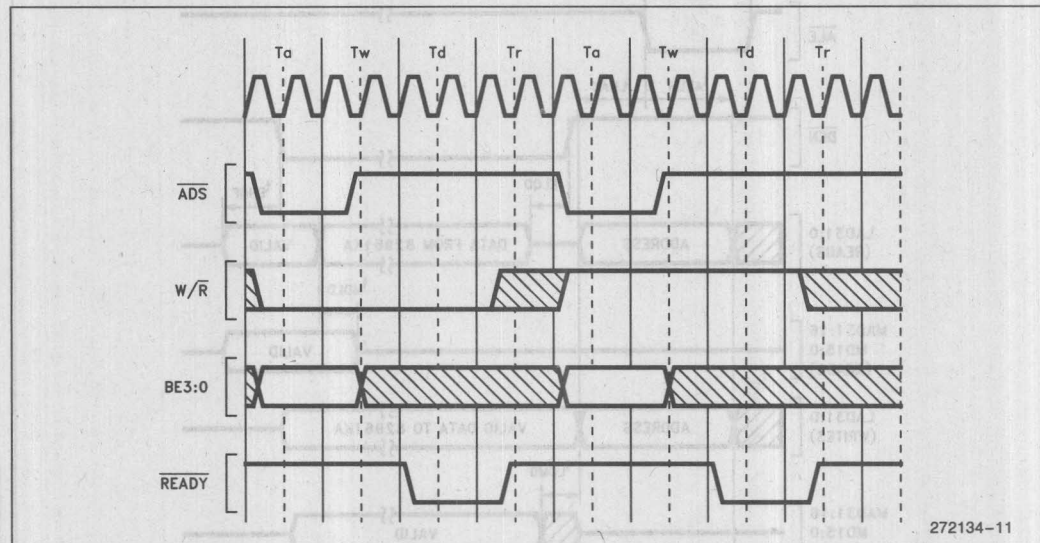 Ta Tw Td Tr Ta Tw Td Tr
ADS
W/R
BE3:0
READY
272134-11